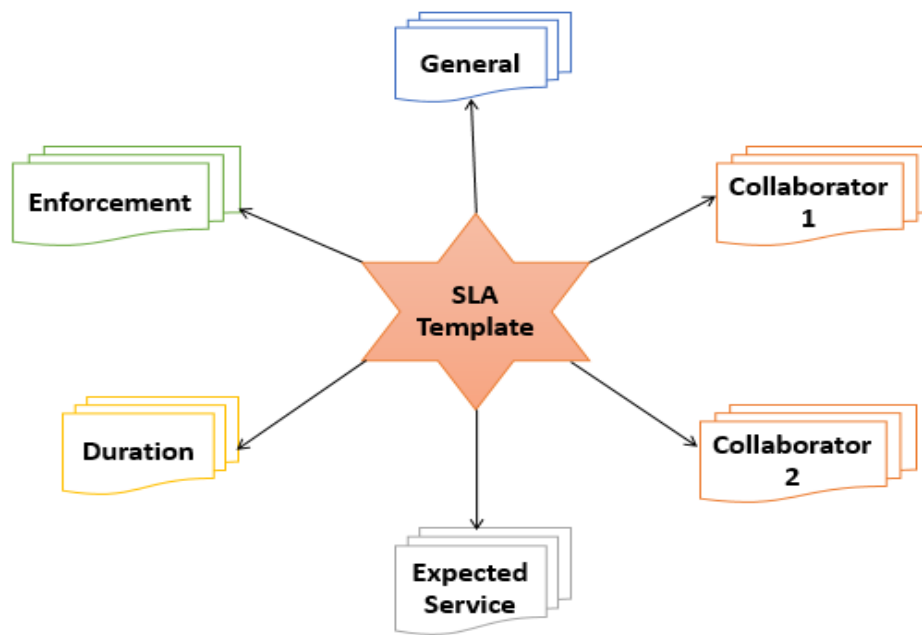 General
Enforcement
Collaborator
1
SLA
Template
Duration
Collaborator
2
Expected
Service